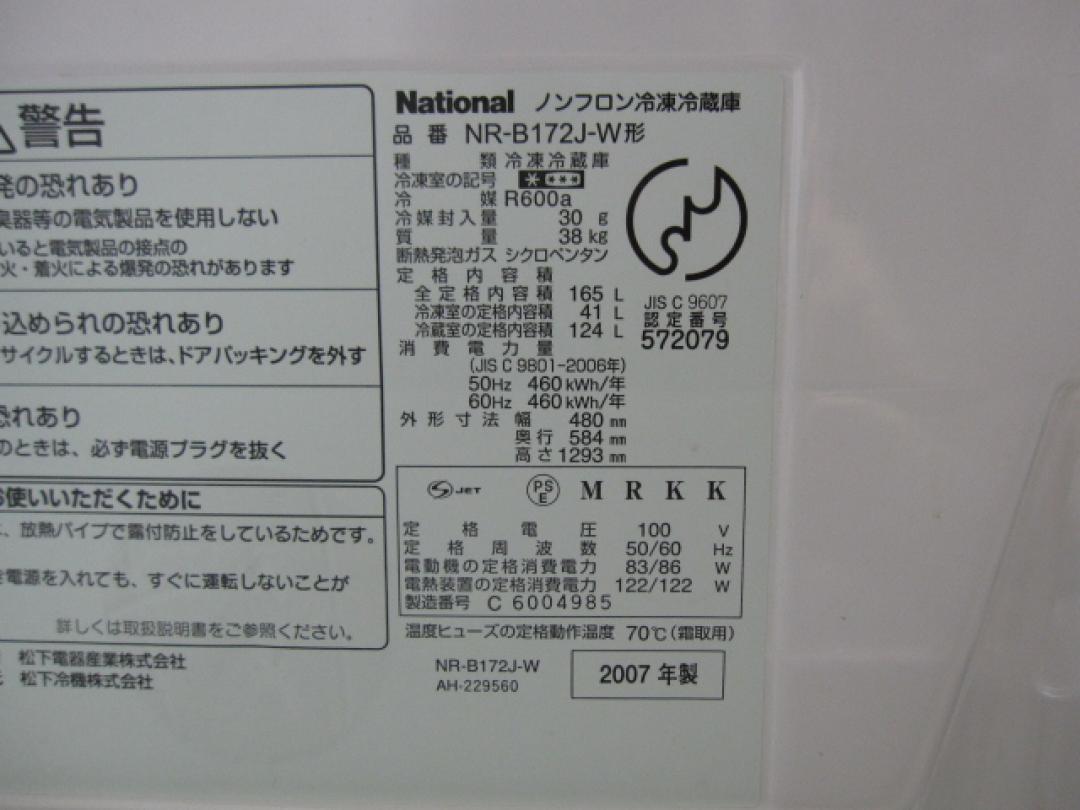 警告
発の恐れあり
臭器等の電気製品を使用しない
いると電気製品の接点の
火・着火による爆発の恐れがあります
込められの恐れあり
サイクルするときは、ドアパッキングを外す
恐れあり
のときは、必ず電源プラグを抜く
お使いいただくために
は、放熱パイプで露付防止をしているためです。
電源を入れても、すぐに運転しないことが
詳しくは取扱説明書をご参照ください。
松下電器産業株式会社
松下冷機株式会社
National ノンフロン冷凍冷蔵庫
品番 NR-B172J-W形
種類 冷凍冷蔵庫
冷凍室の記号
冷媒 R600a
冷媒封入量 30 g
質量 38 kg
断熱発泡ガス シクロペンタン
定格内容積
全定格内容積 165 L
冷凍室の定格内容積 41 L
冷蔵室の定格内容積 124 L
消費電力量
(JIS C 9801-2006年)
50Hz 460 kWh/年
60Hz 460 kWh/年
外形寸法 幅 480 mm
奥行 584 mm
高さ 1293 mm
JIS C 9607
認定番号
572079
S JET PSE M R K K
定格電圧 100 V
定格周波数 50/60 Hz
電動機の定格消費電力 83/86 W
電熱装置の定格消費電力 122/122 W
製造番号 C 6004985
温度ヒューズの定格動作温度 70℃(霜取用)
NR-B172J-W
AH-229560
2007 年製